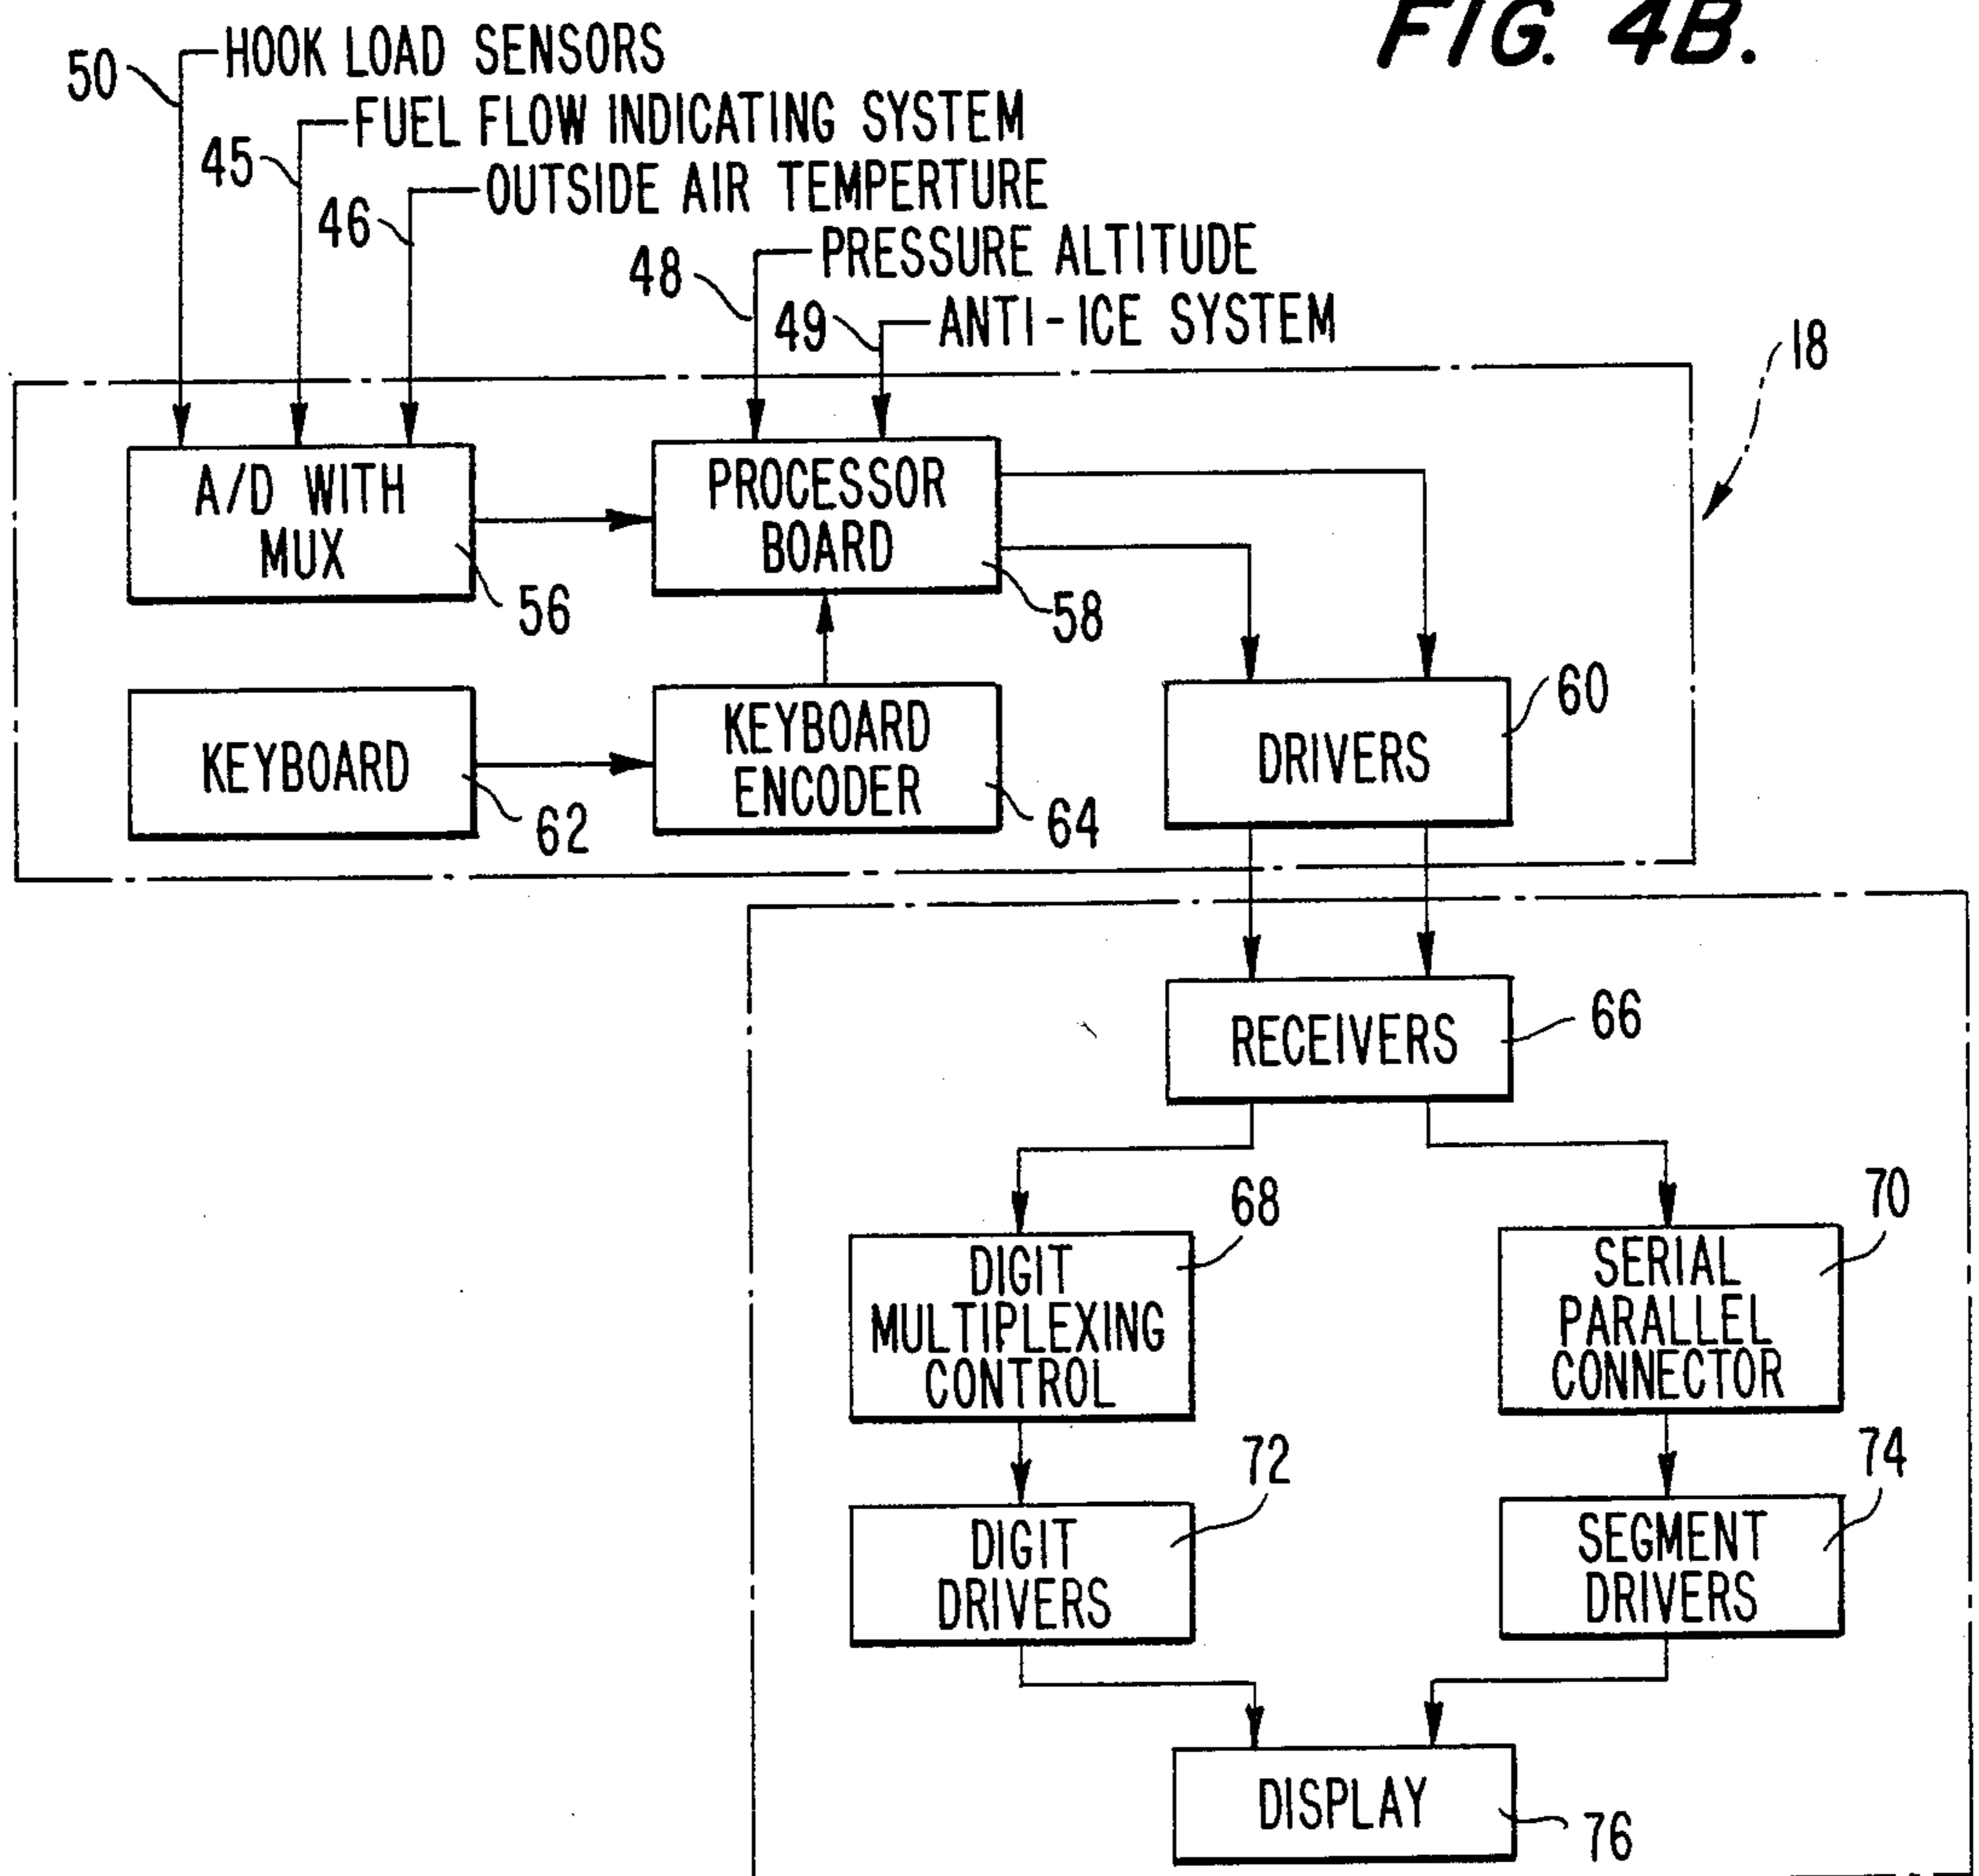 FIG. 4B.
50 HOOK LOAD SENSORS
45 FUEL FLOW INDICATING SYSTEM
46 OUTSIDE AIR TEMPERTURE
48 PRESSURE ALTITUDE
49 ANTI-ICE SYSTEM
18
A/D WITH
MUX
56
PROCESSOR
BOARD
58
KEYBOARD
62
KEYBOARD
ENCODER
64
DRIVERS
60
RECEIVERS
66
DIGIT
MULTIPLEXING
CONTROL
68
SERIAL
PARALLEL
CONNECTOR
70
DIGIT
DRIVERS
72
SEGMENT
DRIVERS
74
DISPLAY
76